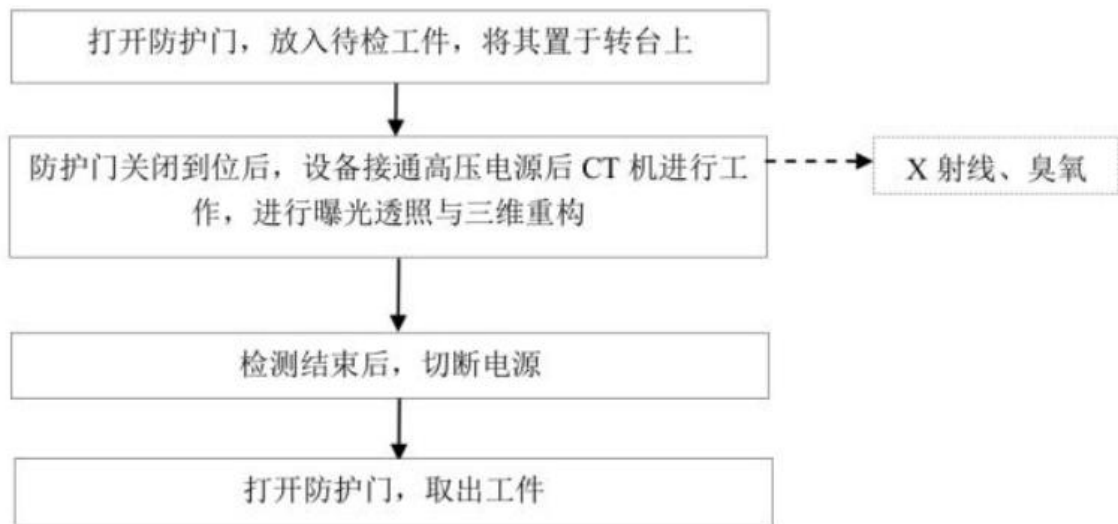 打开防护门，放入待检工件，将其置于转台上
防护门关闭到位后，设备接通高压电源后 CT 机进行工
作，进行曝光透照与三维重构
X 射线、臭氧
检测结束后，切断电源
打开防护门，取出工件